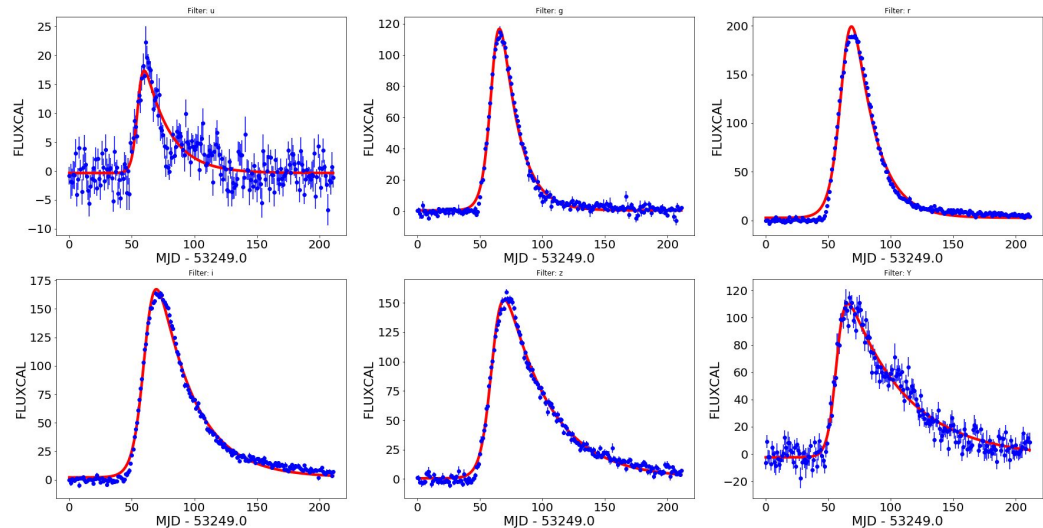 Filter: u
25
20
15
10
5
0
−5
−10
FLUXCAL
0 50 100 150 200
MJD - 53249.0
Filter: g
120
100
80
60
40
20
0
FLUXCAL
0 50 100 150 200
MJD - 53249.0
Filter: r
200
150
100
50
0
FLUXCAL
0 50 100 150 200
MJD - 53249.0
Filter: i
175
150
125
100
75
50
25
0
FLUXCAL
0 50 100 150 200
MJD - 53249.0
Filter: z
150
125
100
75
50
25
0
FLUXCAL
0 50 100 150 200
MJD - 53249.0
Filter: Y
120
100
80
60
40
20
0
−20
FLUXCAL
0 50 100 150 200
MJD - 53249.0